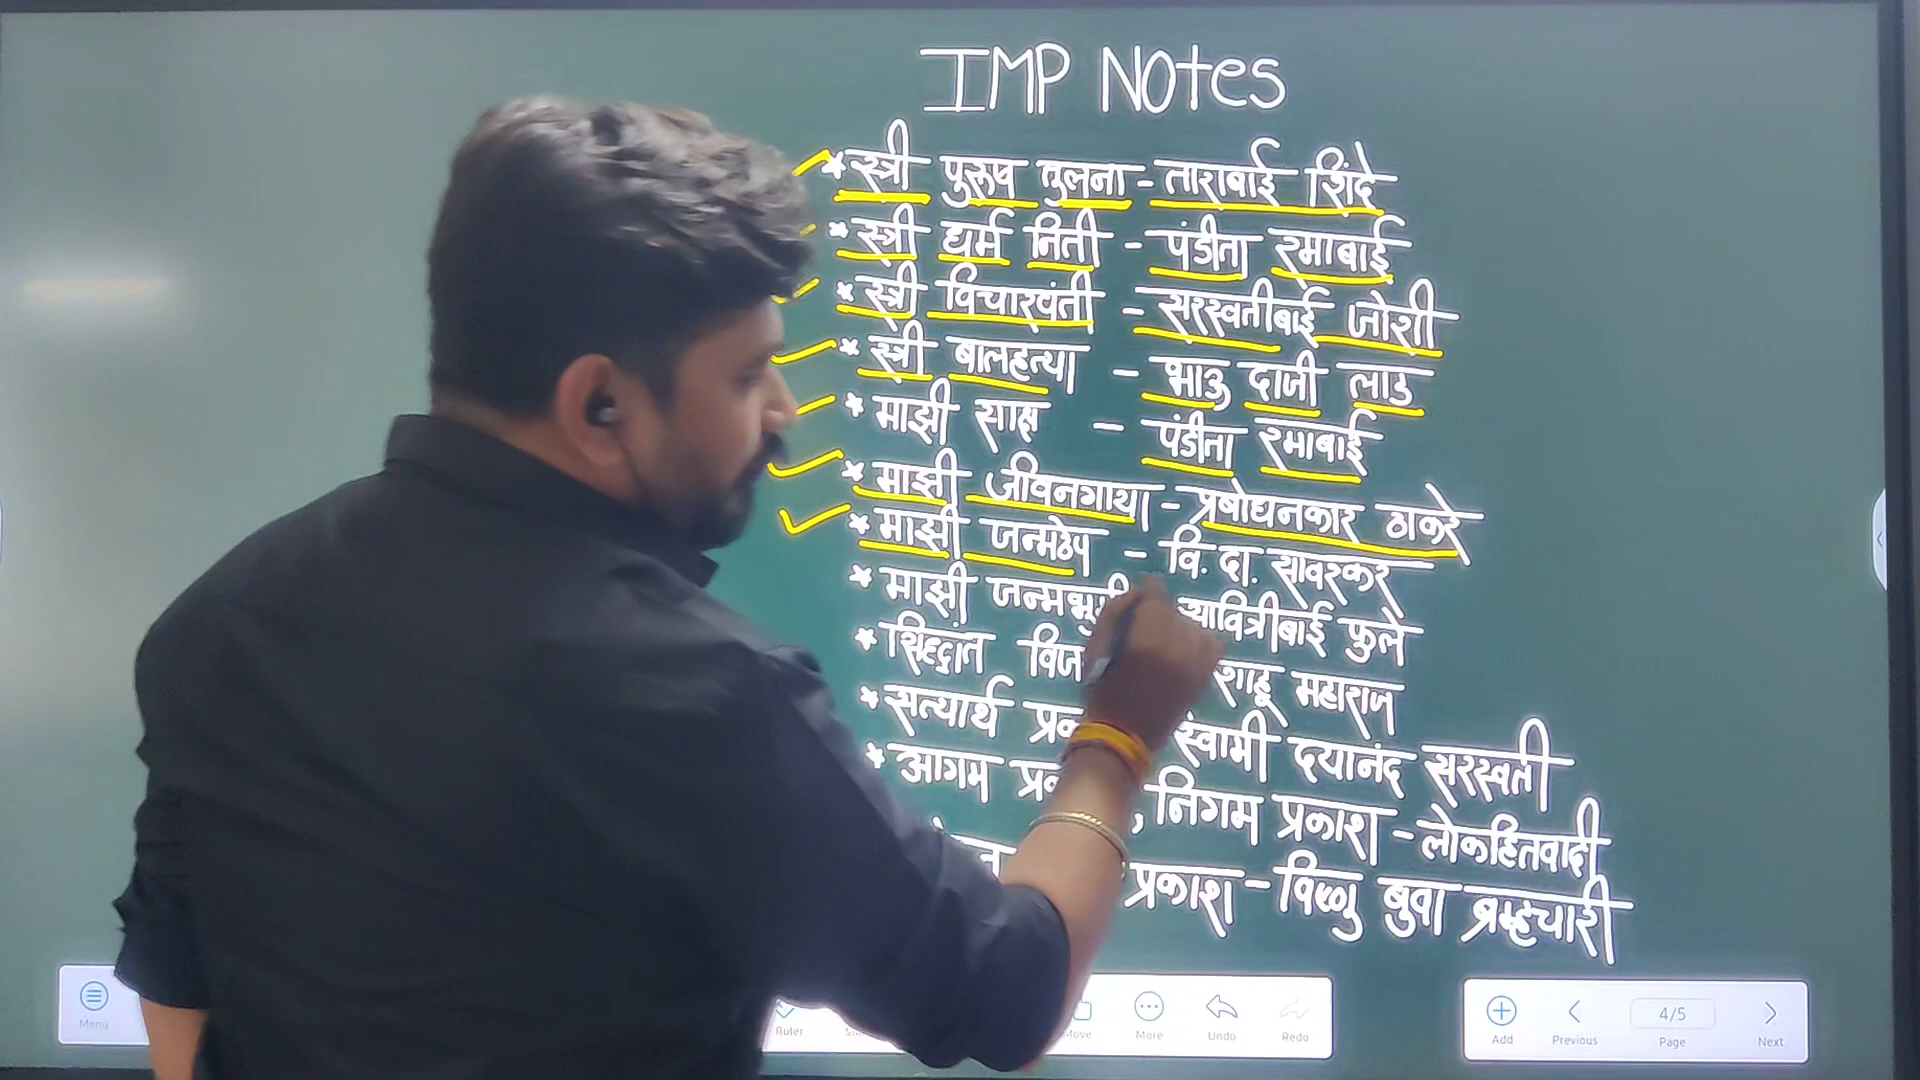 IMP Notes
* स्त्री पुरूष तुलना - ताराबाई शिंदे
* स्त्री धर्म निती - पंडीता रमाबाई
* स्त्री विचारवंती - सरस्वतीबाई जोशी
* स्त्री बालहत्या - भाऊ दाजी लाड
* माझी साक्ष - पंडीता रमाबाई
* माझी जीवनगाथा - प्रबोधनकार ठाकरे
* माझी जन्मठेप - वि. दा. सावरकर
* माझी सावित्रीबाई फुले
* सिद्धांत शाहू महाराज
* सत्यार्थ स्वामी दयानंद सरस्वती
* आगम , निगम प्रकाश - लोकहितवादी
प्रकाश - विष्णु बुवा ब्रम्हचारी
Menu Ruler Move More Undo Redo Add Previous 4/5 Page Next